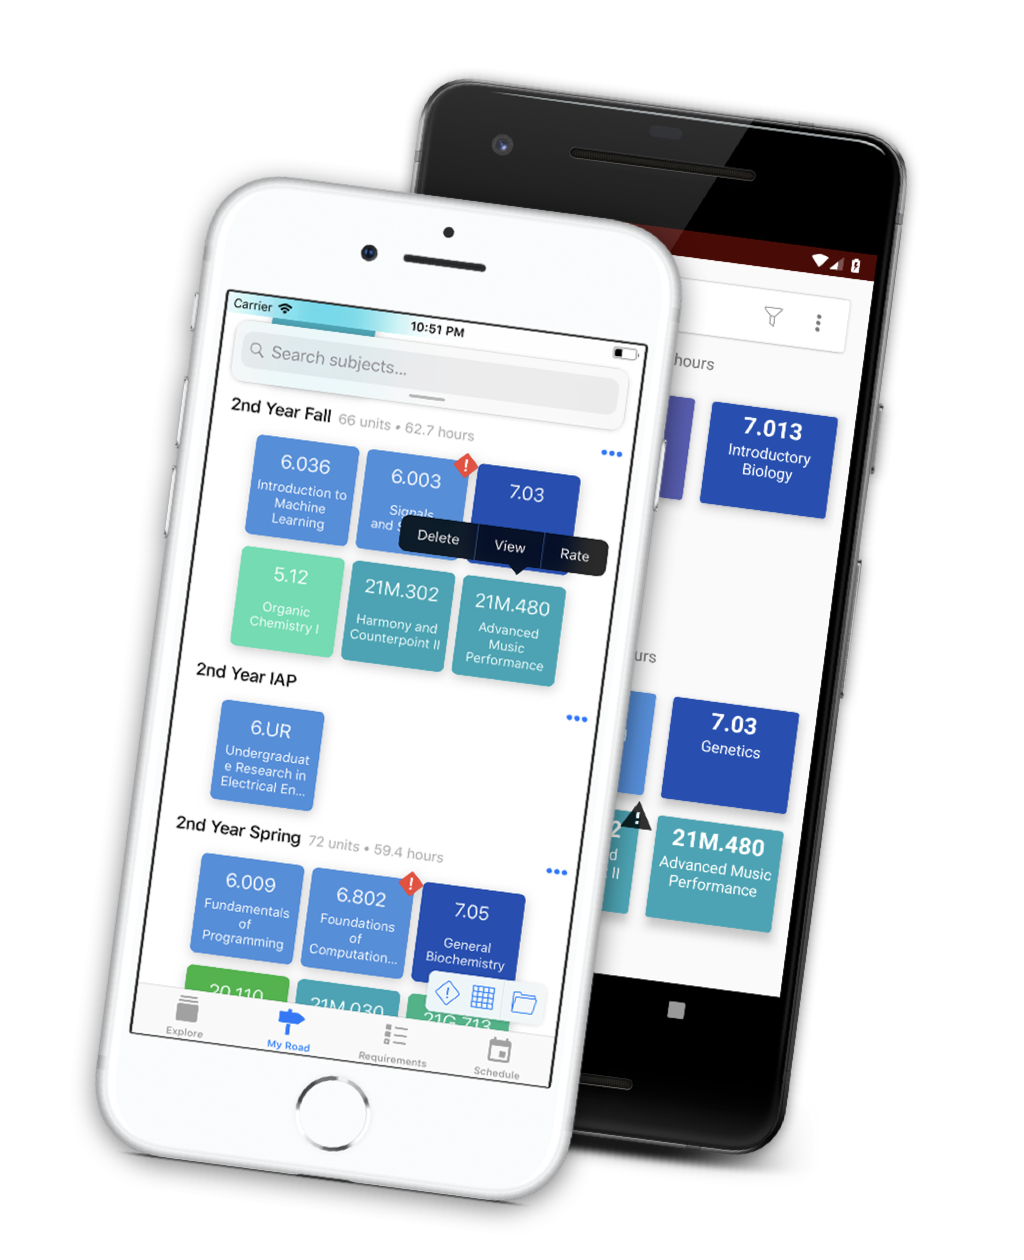 Carrier
10:51 PM
Search subjects...
2nd Year Fall 66 units • 62.7 hours
6.036
Introduction to
Machine
Learning
6.003
Signals
and
7.03
Delete View Rate
5.12
Organic
Chemistry I
21M.302
Harmony and
Counterpoint II
21M.480
Advanced
Music
Performance
2nd Year IAP
6.UR
Undergraduat
e Research in
Electrical En...
2nd Year Spring 72 units • 59.4 hours
6.009
Fundamentals
of
Programming
6.802
Foundations
of
Computation...
7.05
General
Biochemistry
20.110
21M.030
21G.713
Explore
My Road
Requirements
Schedule
hours
7.013
Introductory
Biology
urs
7.03
Genetics
2
d
II
21M.480
Advanced Music
Performance